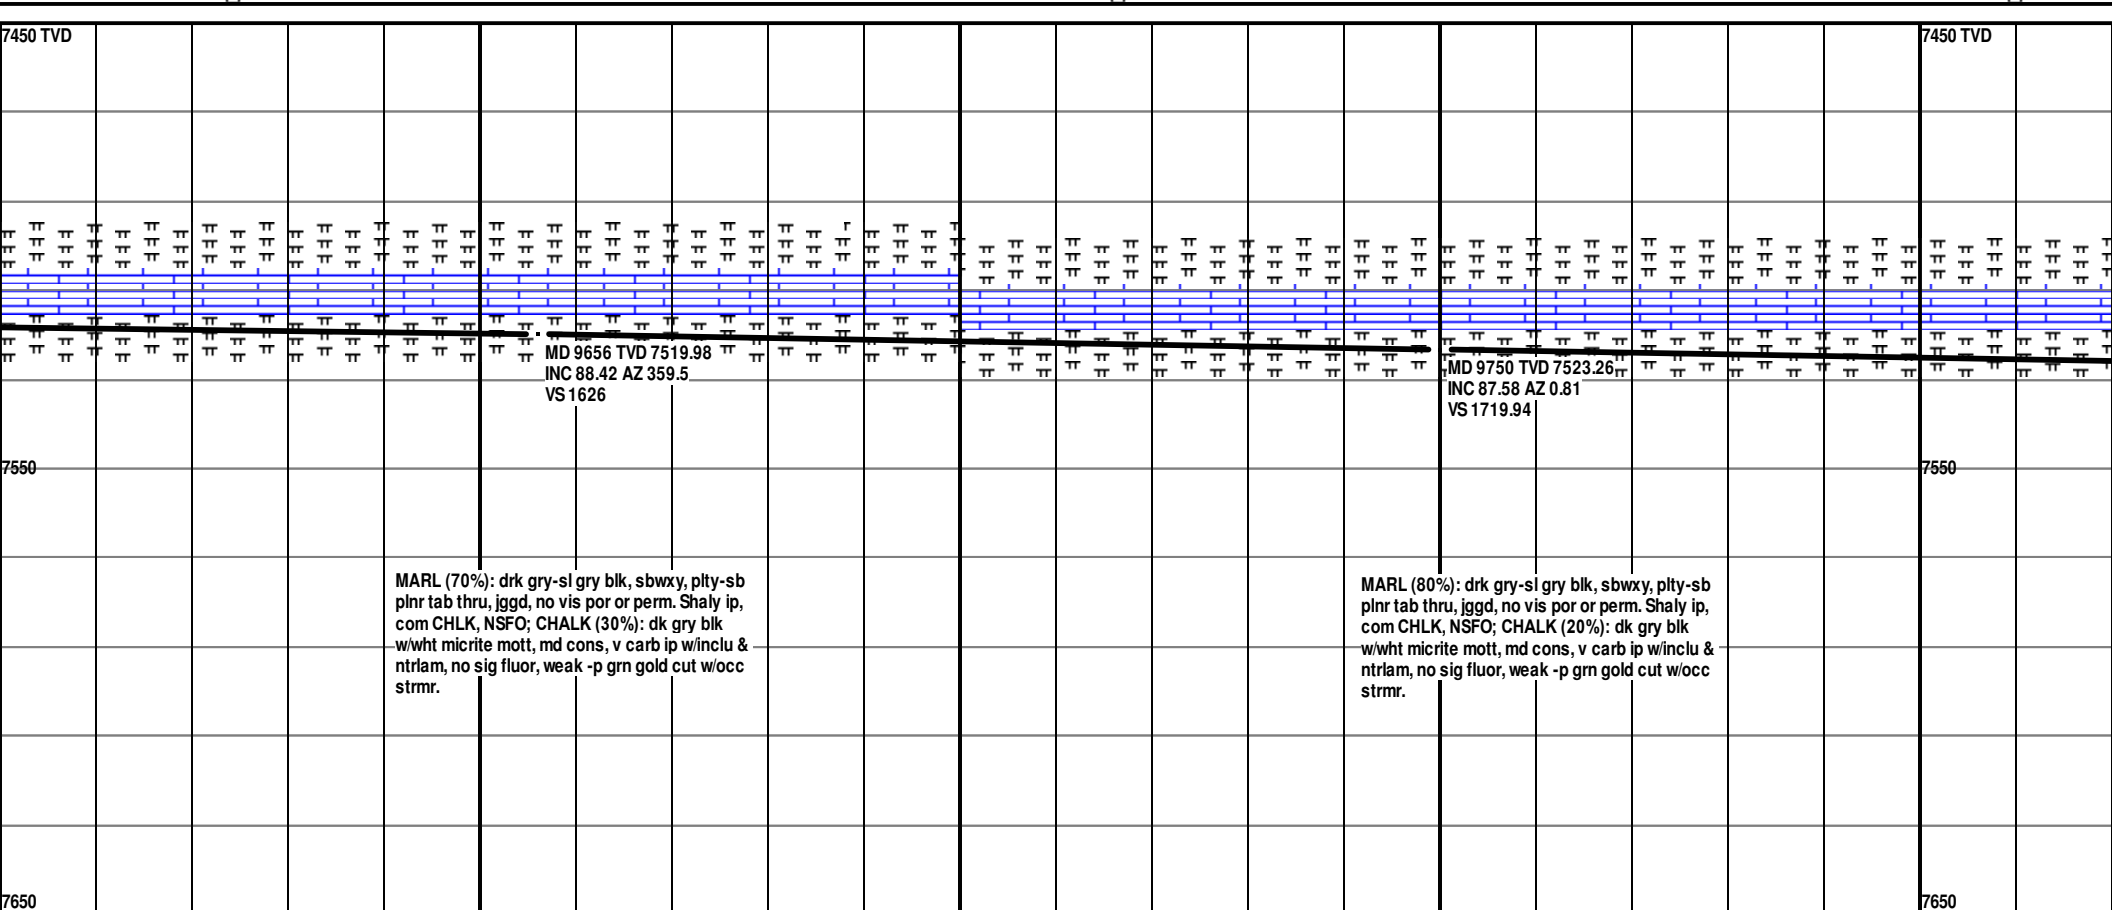 7450 TVD
7450 TVD
MD 9656 TVD 7519.98
INC 88.42 AZ 359.5
VS 1626
MD 9750 TVD 7523.26
INC 87.58 AZ 0.81
VS 1719.94
7550
7550
MARL (70%): drk gry-sl gry blk, sbwxy, plty-sb
plnr tab thru, jggd, no vis por or perm. Shaly ip,
com CHLK, NSFO; CHALK (30%): dk gry blk
w/wht micrite mott, md cons, v carb ip w/inclu &
ntrlam, no sig fluor, weak -p grn gold cut w/occ
strmr.
MARL (80%): drk gry-sl gry blk, sbwxy, plty-sb
plnr tab thru, jggd, no vis por or perm. Shaly ip,
com CHLK, NSFO; CHALK (20%): dk gry blk
w/wht micrite mott, md cons, v carb ip w/inclu &
ntrlam, no sig fluor, weak -p grn gold cut w/occ
strmr.
7650
7650